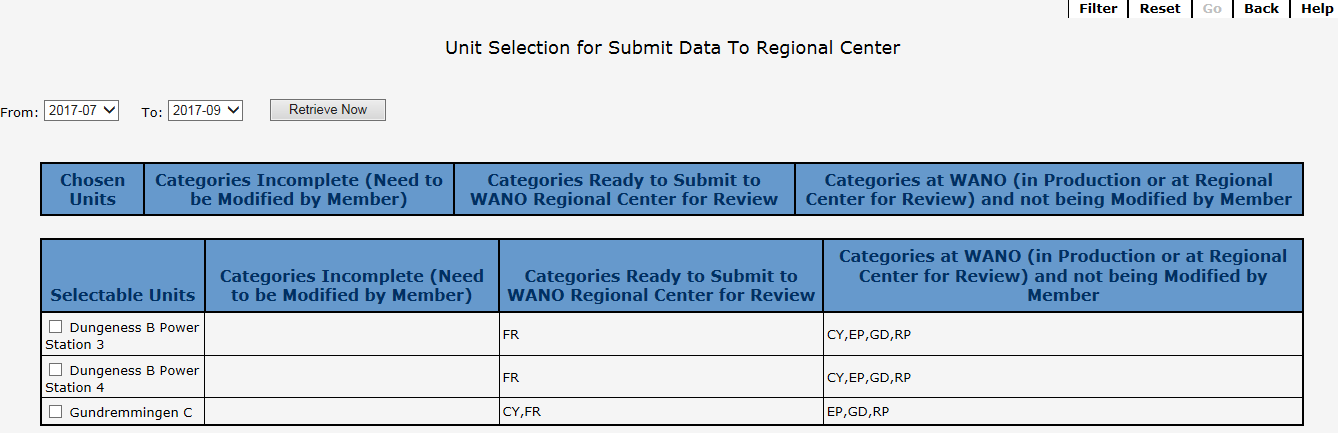 Filter Reset Go Back Help
Unit Selection for Submit Data To Regional Center
From: 2017-07 To: 2017-09 Retrieve Now
Chosen Units
Categories Incomplete (Need to be Modified by Member)
Categories Ready to Submit to WANO Regional Center for Review
Categories at WANO (in Production or at Regional Center for Review) and not being Modified by Member
Selectable Units
Categories Incomplete (Need to be Modified by Member)
Categories Ready to Submit to WANO Regional Center for Review
Categories at WANO (in Production or at Regional Center for Review) and not being Modified by Member
Dungeness B Power Station 3
FR
CY,EP,GD,RP
Dungeness B Power Station 4
FR
CY,EP,GD,RP
Gundremmingen C
CY,FR
EP,GD,RP